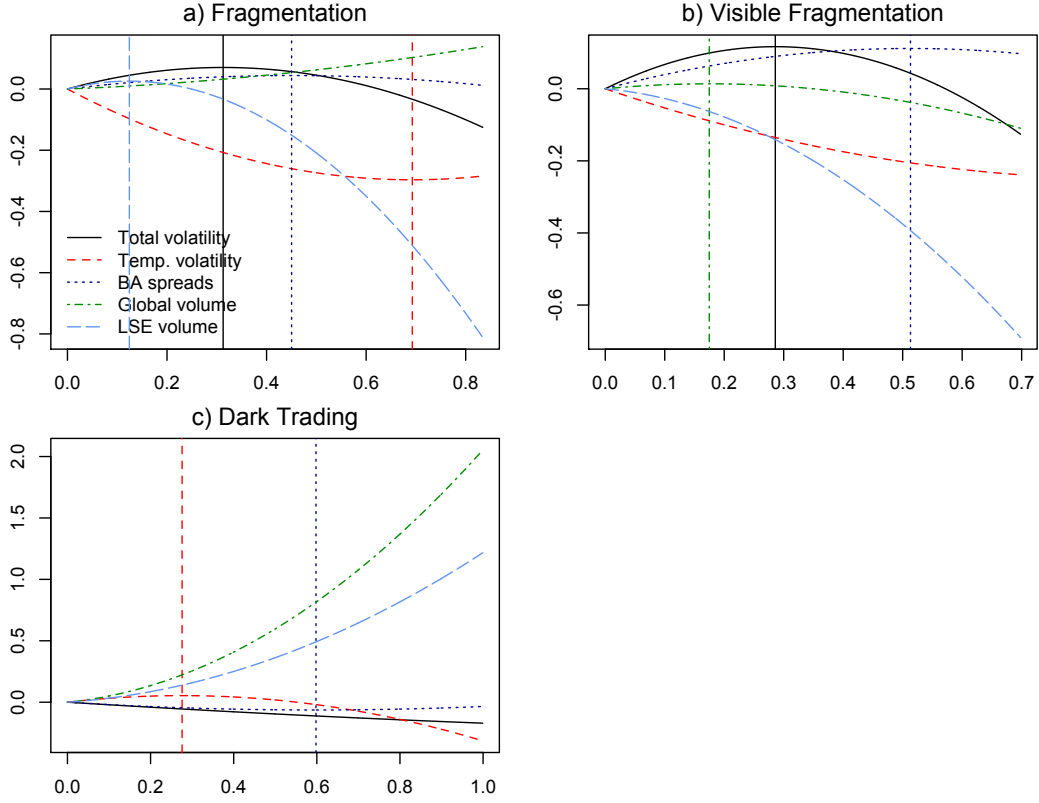 a) Fragmentation
0.0
-0.2
-0.4
-0.6
-0.8
Total volatility
Temp. volatility
BA spreads
Global volume
LSE volume
0.0 0.2 0.4 0.6 0.8
b) Visible Fragmentation
0.0
-0.2
-0.4
-0.6
0.0 0.1 0.2 0.3 0.4 0.5 0.6 0.7
c) Dark Trading
2.0
1.5
1.0
0.5
0.0
0.0 0.2 0.4 0.6 0.8 1.0